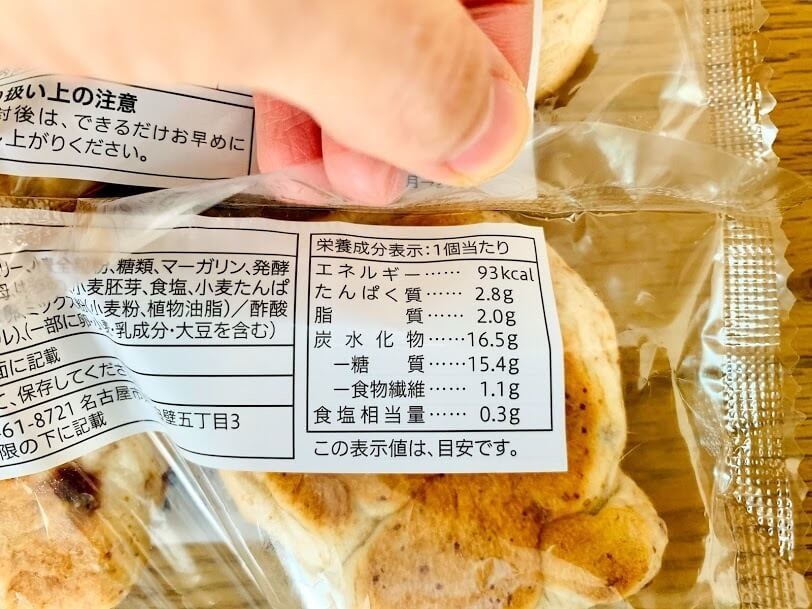 扱い上の注意
封後は、できるだけお早めに
上がりください。
栄養成分表示:1個当たり
エネルギー…… 93kcal
たんぱく質…… 2.8g
脂 質…… 2.0g
炭水化物……16.5g
―糖 質……15.4g
―食物繊維…… 1.1g
食塩相当量…… 0.3g
この表示値は、目安です。
糖類、マーガリン、発酵
小麦胚芽、食塩、小麦たんぱ
小麦粉、植物油脂)/酢酸
(一部に卵・小麦・乳成分・大豆を含む)
面に記載
、保存してくださ
61-8721 名古屋市 壁五丁目3
限の下に記載